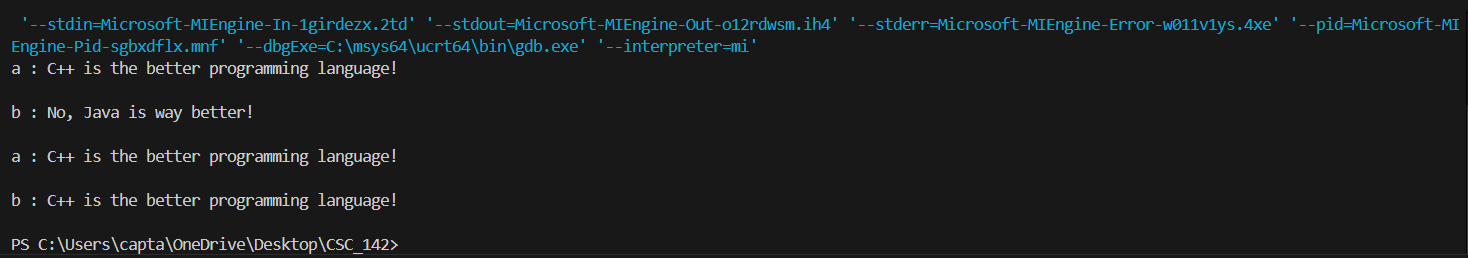 '--stdin=Microsoft-MIEngine-In-1girdezx.2td' '--stdout=Microsoft-MIEngine-Out-o12rdwsm.ih4' '--stderr=Microsoft-MIEngine-Error-w011v1ys.4xe' '--pid=Microsoft-MI
Engine-Pid-sgbxdflx.mnf' '--dbgExe=C:\msys64\ucrt64\bin\gdb.exe' '--interpreter=mi'
a : C++ is the better programming language!
b : No, Java is way better!
a : C++ is the better programming language!
b : C++ is the better programming language!
PS C:\Users\capta\OneDrive\Desktop\CSC_142>